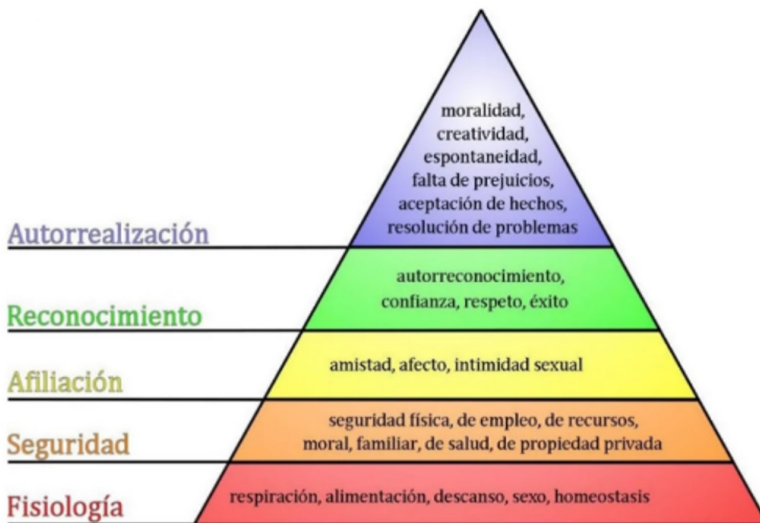 moralidad,
creatividad,
espontaneidad,
falta de prejuicios,
aceptación de hechos,
resolución de problemas
Autorrealización
autorreconocimiento,
confianza, respeto, éxito
Reconocimiento
amistad, afecto, intimidad sexual
Afiliación
seguridad física, de empleo, de recursos,
moral, familiar, de salud, de propiedad privada
Seguridad
respiración, alimentación, descanso, sexo, homeostasis
Fisiología